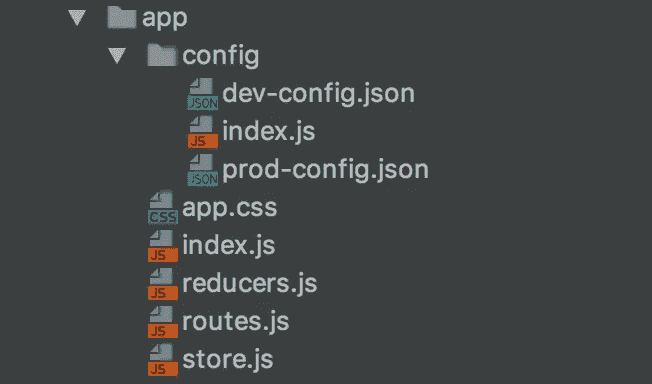 app
config
JSON dev-config.json
JS index.js
JSON prod-config.json
CSS app.css
JS index.js
JS reducers.js
JS routes.js
JS store.js